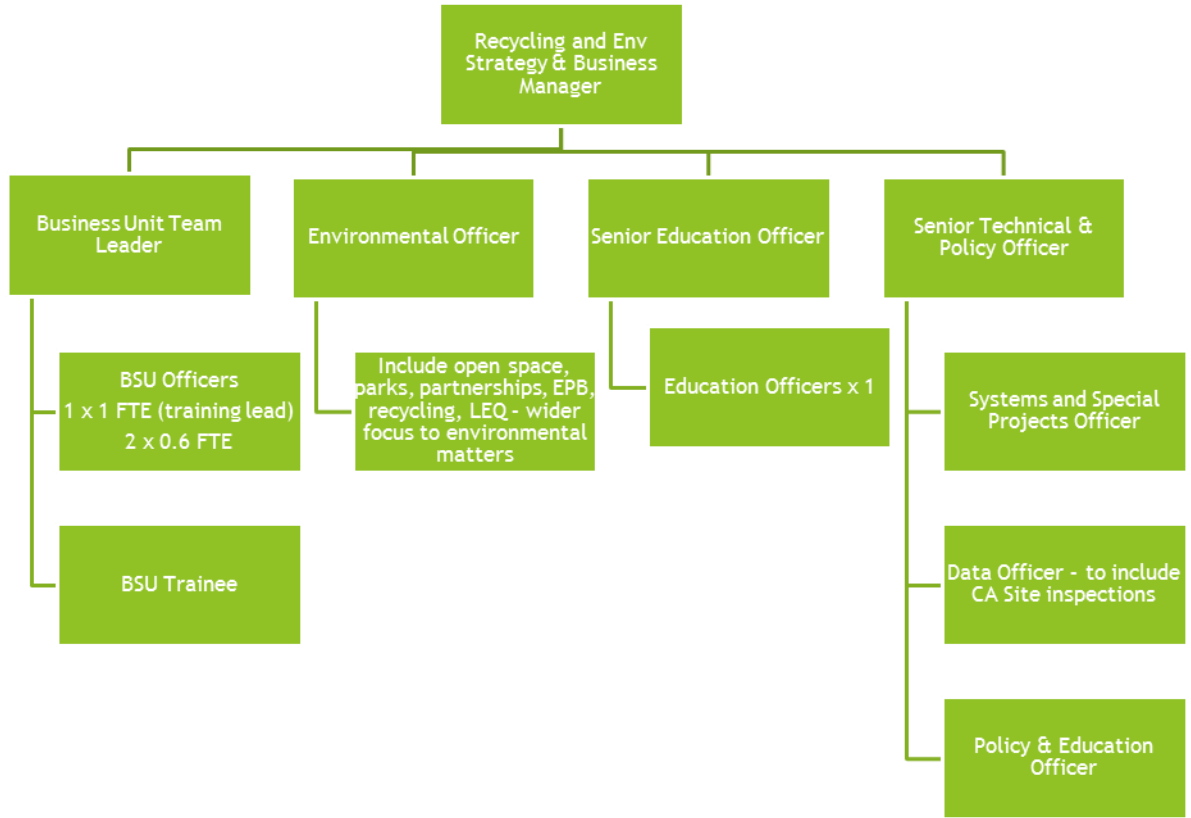 Recycling and Env
Strategy & Business
Manager
Business Unit Team
Leader
Environmental Officer
Senior Education Officer
Senior Technical &
Policy Officer
BSU Officers
1 x 1 FTE (training lead)
2 x 0.6 FTE
Include open space,
parks, partnerships, EPB,
recycling, LEQ - wider
focus to environmental
matters
Education Officers x 1
Systems and Special
Projects Officer
BSU Trainee
Data Officer - to include
CA Site inspections
Policy & Education
Officer